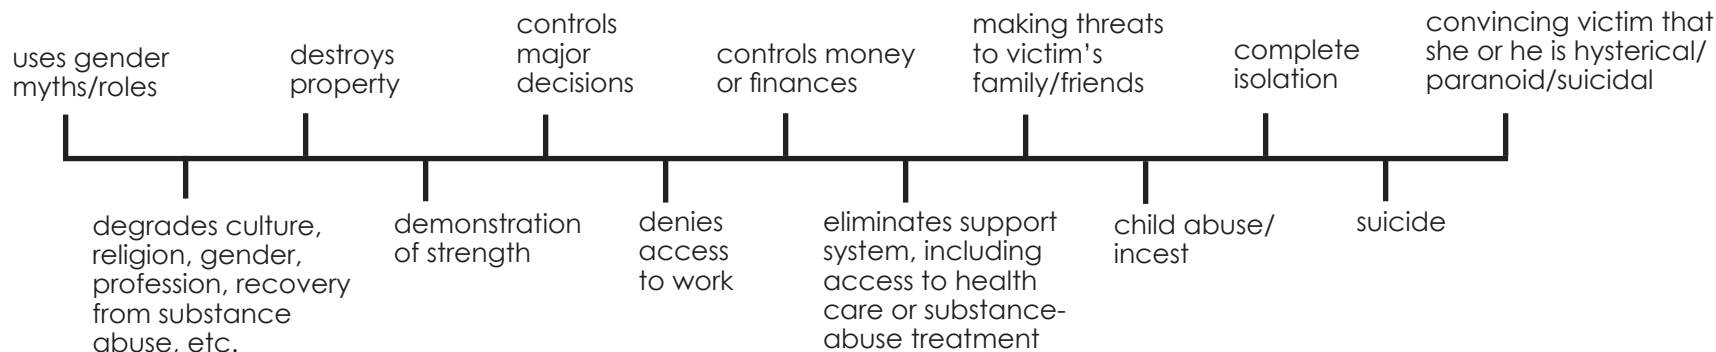 uses gender
myths/roles
destroys
property
controls
major
decisions
controls money
or finances
making threats
to victim's
family/friends
complete
isolation
convincing victim that
she or he is hysterical/
paranoid/suicidal
degrades culture,
religion, gender,
profession, recovery
from substance
abuse, etc.
demonstration
of strength
denies
access
to work
eliminates support
system, including
access to health
care or substance-
abuse treatment
child abuse/
incest
suicide